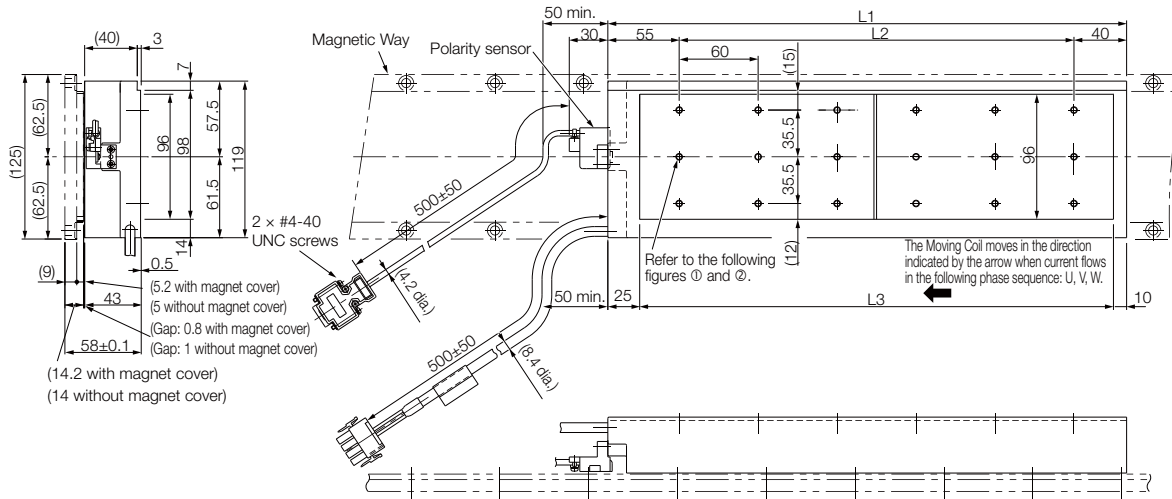 50 min.
L1
(40)
3
30
55
L2
40
Magnetic Way
Polarity sensor
60
(15)
7
(125)
(62.5)
(62.5)
96
98
57.5
61.5
119
35.5
35.5
96
500±50
2 × #4-40
UNC screws
14
(12)
Refer to the following
figures ① and ②.
The Moving Coil moves in the direction
indicated by the arrow when current flows
in the following phase sequence: U, V, W.
0.5
(9)
(5.2 with magnet cover)
43
(5 without magnet cover)
(Gap: 0.8 with magnet cover)
(Gap: 1 without magnet cover)
58±0.1
(14.2 with magnet cover)
(14 without magnet cover)
(4.2 dia.)
50 min.
25
L3
10
500±50
(8.4 dia.)